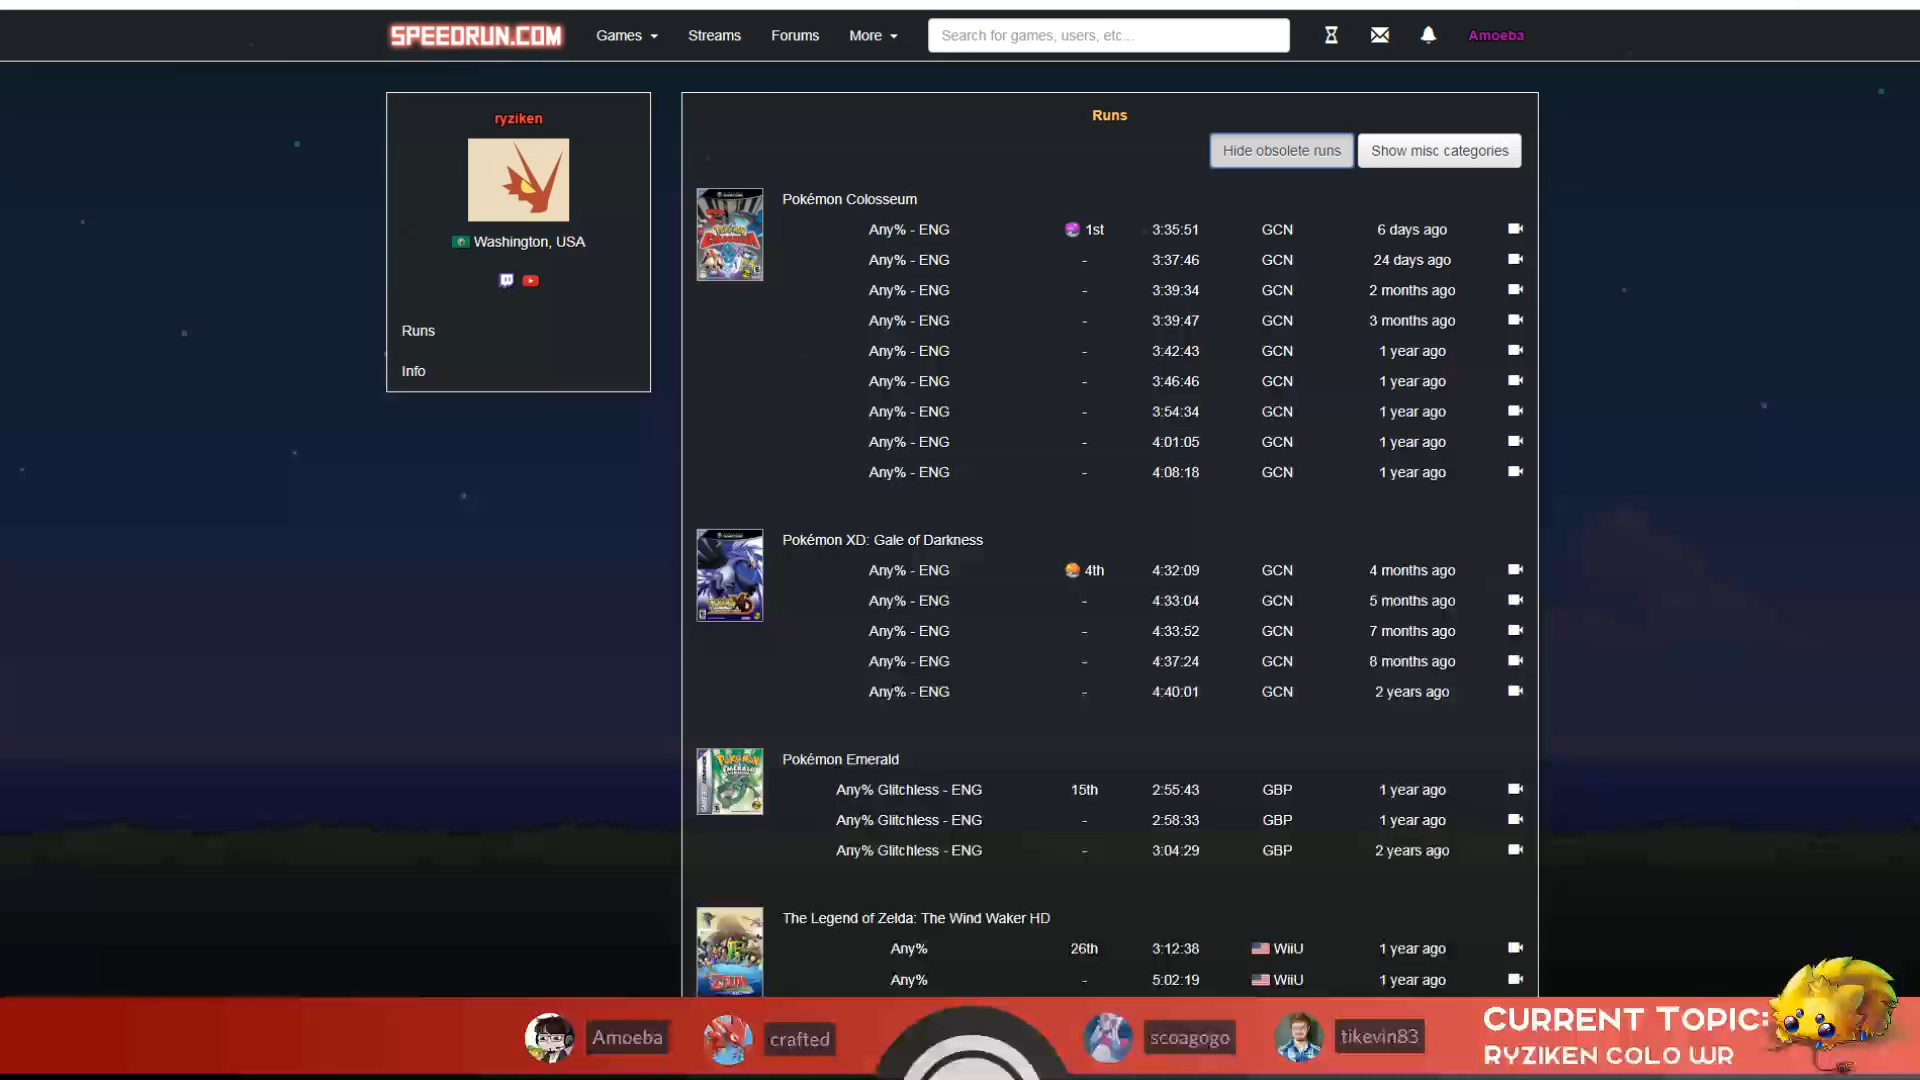 SPEEDRUN.COM Games Streams Forums More Search for games, users, etc... Amoeba
ryziken
Washington, USA
Runs
Info
Runs
Hide obsolete runs Show misc categories
Pokémon Colosseum
Any% - ENG 1st 3:35:51 GCN 6 days ago
Any% - ENG - 3:37:46 GCN 24 days ago
Any% - ENG - 3:39:34 GCN 2 months ago
Any% - ENG - 3:39:47 GCN 3 months ago
Any% - ENG - 3:42:43 GCN 1 year ago
Any% - ENG - 3:46:46 GCN 1 year ago
Any% - ENG - 3:54:34 GCN 1 year ago
Any% - ENG - 4:01:05 GCN 1 year ago
Any% - ENG - 4:08:18 GCN 1 year ago
Pokémon XD: Gale of Darkness
Any% - ENG 4th 4:32:09 GCN 4 months ago
Any% - ENG - 4:33:04 GCN 5 months ago
Any% - ENG - 4:33:52 GCN 7 months ago
Any% - ENG - 4:37:24 GCN 8 months ago
Any% - ENG - 4:40:01 GCN 2 years ago
Pokémon Emerald
Any% Glitchless - ENG 15th 2:55:43 GBP 1 year ago
Any% Glitchless - ENG - 2:58:33 GBP 1 year ago
Any% Glitchless - ENG - 3:04:29 GBP 2 years ago
The Legend of Zelda: The Wind Waker HD
Any% 26th 3:12:38 WiiU 1 year ago
Any% - 5:02:19 WiiU 1 year ago
Amoeba crafted scoagogo tikevin83
CURRENT TOPIC:
RYZIKEN COLO WR